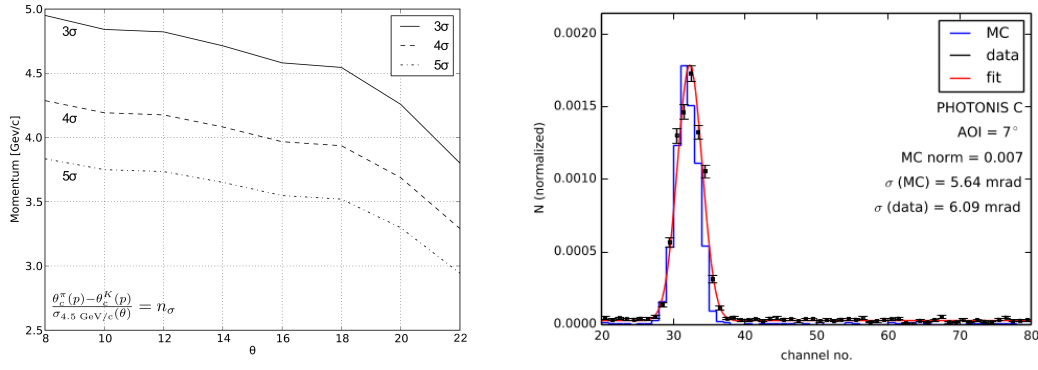 5.0
4.5
4.0
3.5
3.0
2.5
8 10 12 14 16 18 20 22
Momentum [Gev/c]
θ
3σ
4σ
5σ
3σ
4σ
5σ
θ_c^π(p)−θ_c^K(p)
σ_4.5 GeV/c(θ) = n_σ
0.0020
0.0015
0.0010
0.0005
0.0000
20 30 40 50 60 70 80
N (normalized)
channel no.
MC
data
fit
PHOTONIS C
AOI = 7°
MC norm = 0.007
σ (MC) = 5.64 mrad
σ (data) = 6.09 mrad